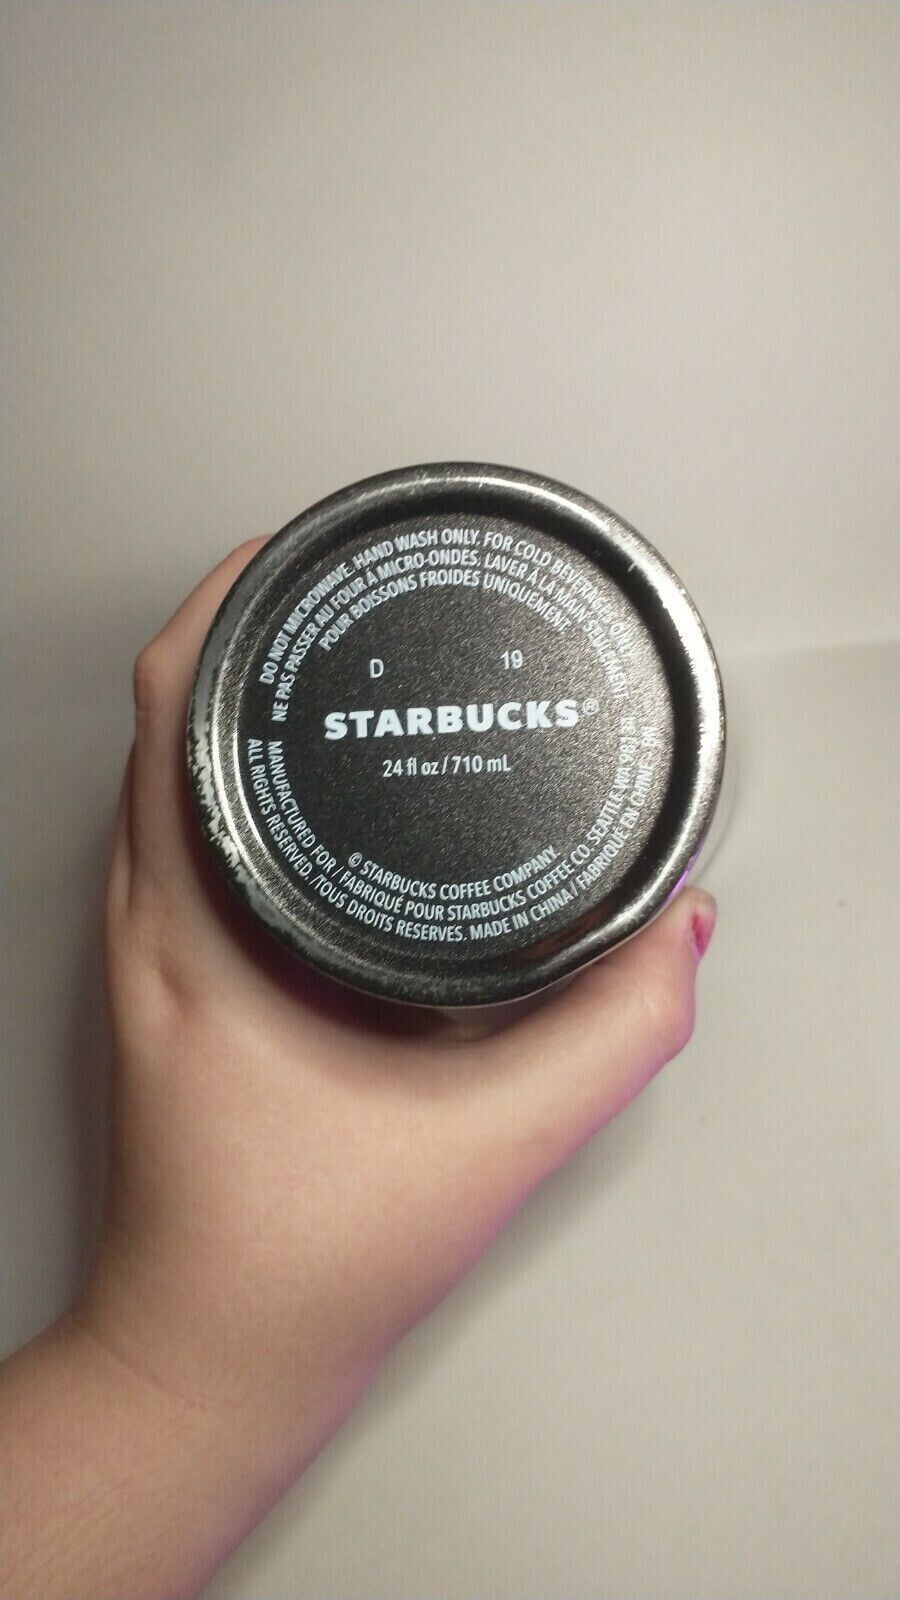 DO NOT MICROWAVE. HAND WASH ONLY. FOR COLD BEVERAGES ONLY.
NE PAS PASSER AU FOUR À MICRO-ONDES. LAVER À LA MAIN SEULEMENT
POUR BOISSONS FROIDES UNIQUEMENT
D 19
STARBUCKS®
24 fl oz / 710 mL
© STARBUCKS COFFEE COMPANY.
MANUFACTURED FOR / FABRIQUÉ POUR STARBUCKS COFFEE CO. SEATTLE, WA
ALL RIGHTS RESERVED. /TOUS DROITS RESERVES. MADE IN CHINA / FABRIQUÉ EN CHINE